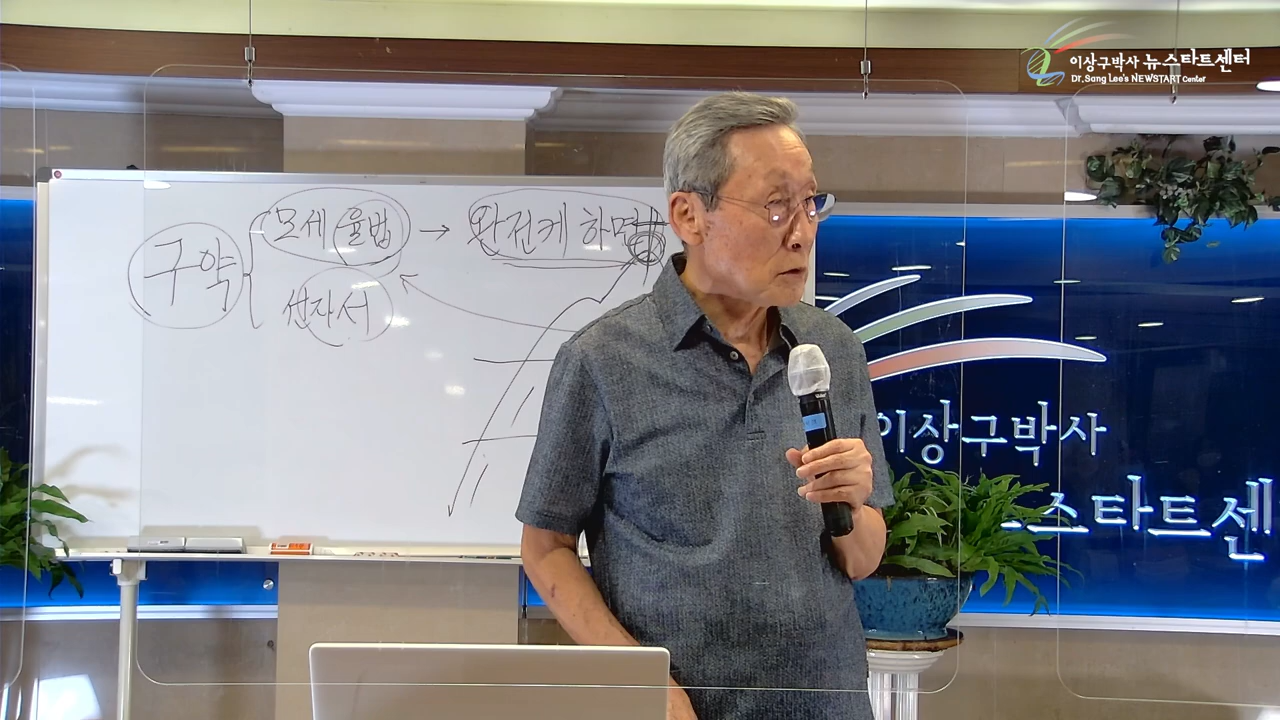 이상구박사 뉴스타트센터
Dr. Sang Lee's NEWSTART Center
구약
모세 율법 → 완전케 하면
선지서
이상구박사
스타트센